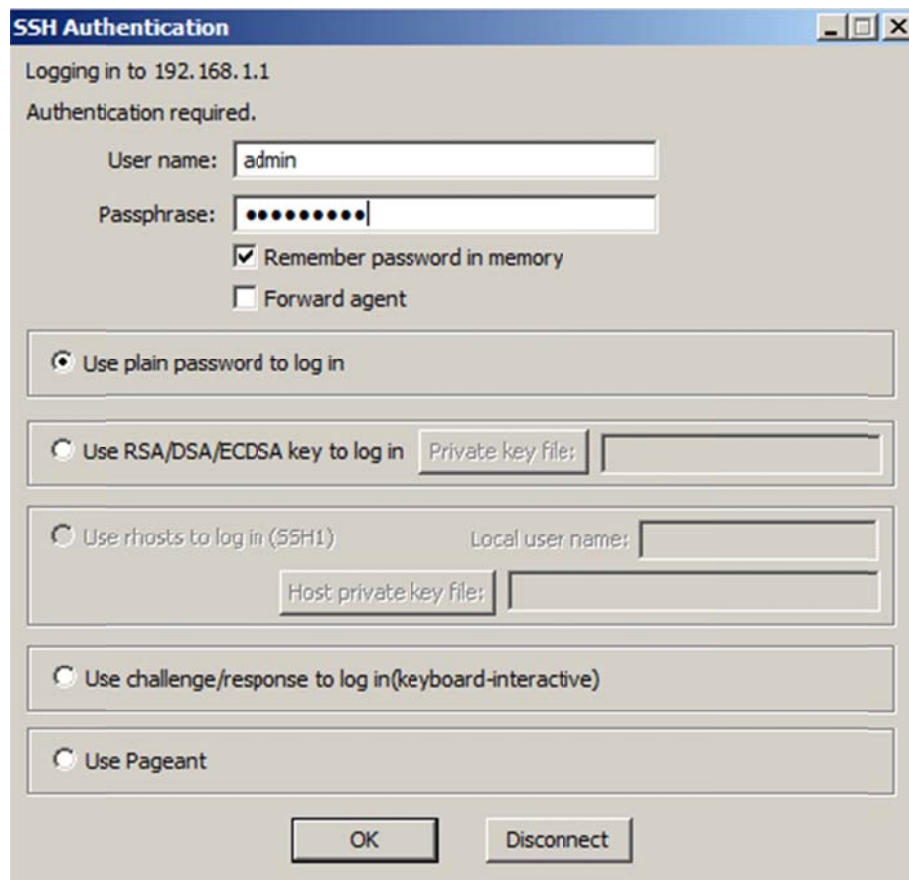 SSH Authentication
Logging in to 192.168.1.1
Authentication required.
User name: admin
Passphrase: ●●●●●●●●●
Remember password in memory
Forward agent
Use plain password to log in
Use RSA/DSA/ECDSA key to log in Private key file:
Use rhosts to log in (SSH1) Local user name:
Host private key file:
Use challenge/response to log in(keyboard-interactive)
Use Pageant
OK Disconnect